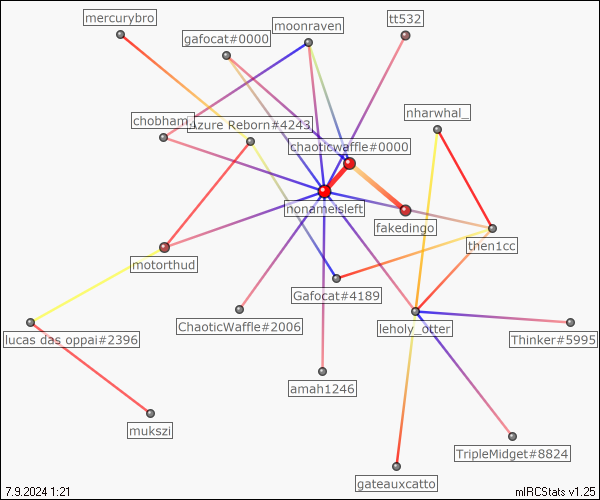 mercurybro
tt532
moonraven
gafocat#0000
nharwhal_
chobham_
Azure Reborn#4243
chaoticwaffle#0000
nonameisleft
fakedingo
then1cc
motorthud
Gafocat#4189
ChaoticWaffle#2006
leholy_otter
lucas das oppai#2396
Thinker#5995
amah1246
mukszi
TripleMidget#8824
gateauxcatto
7.9.2024 1:21
mIRCStats v1.25